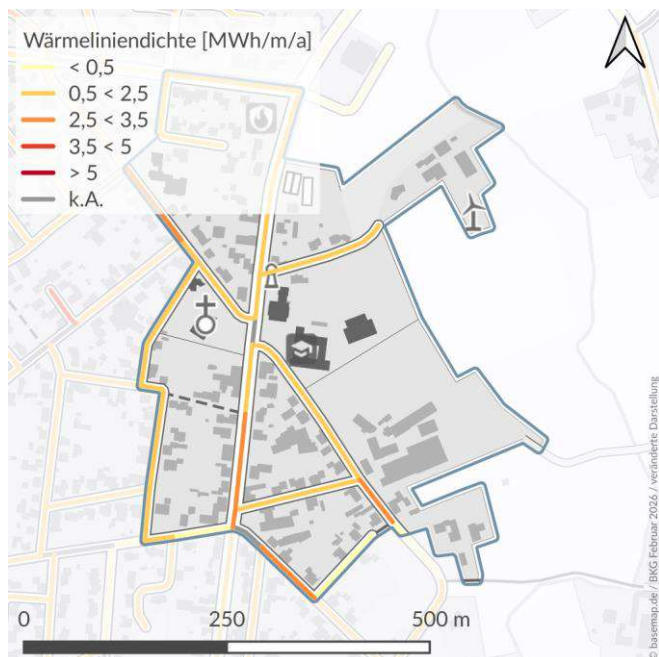 Wärmeliniendichte [MWh/m/a]
< 0,5
0,5 < 2,5
2,5 < 3,5
3,5 < 5
> 5
k.A.
0 250 500 m
© basemap.de / BKG Februar 2026 / veränderte Darstellung